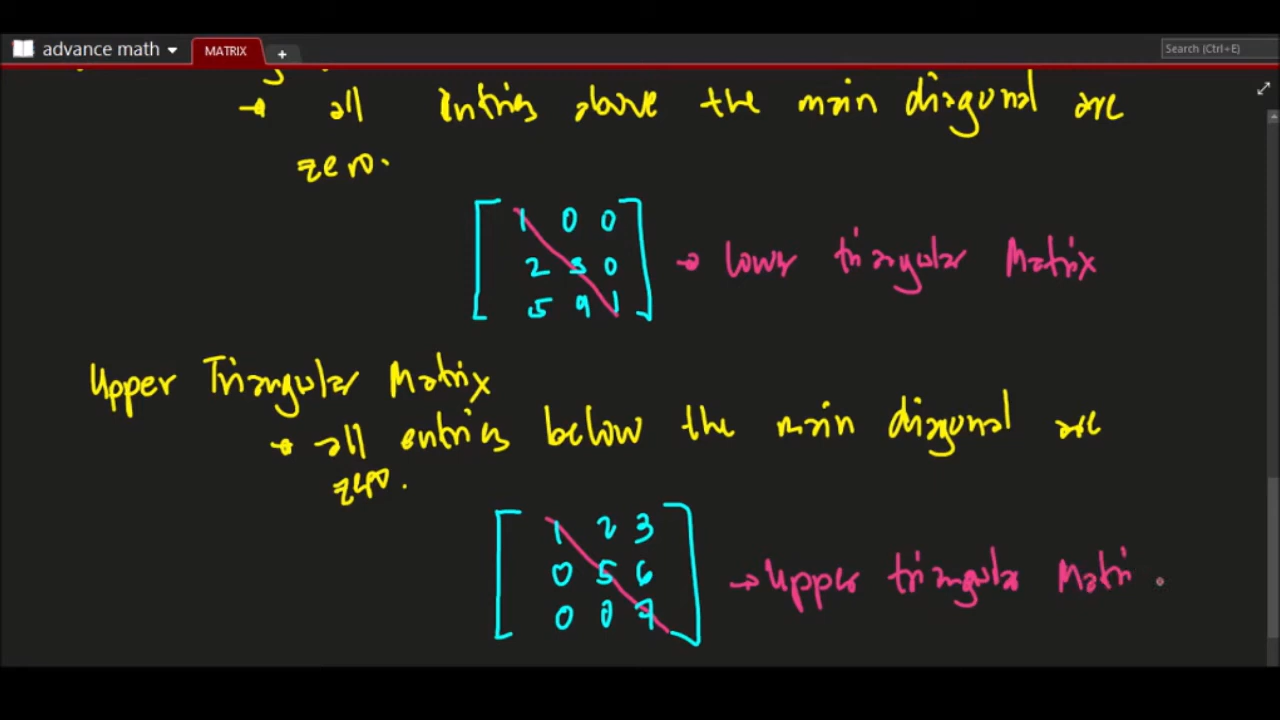 advance math MATRIX + Search (Ctrl+E)
→ all entries above the main diagonal are
zero.
1 0 0
2 3 0 → Lower triangular Matrix
5 9 1
Upper Triangular Matrix
→ all entries below the main diagonal are
zero.
1 2 3
0 5 6 → Upper triangular Matri
0 0 7